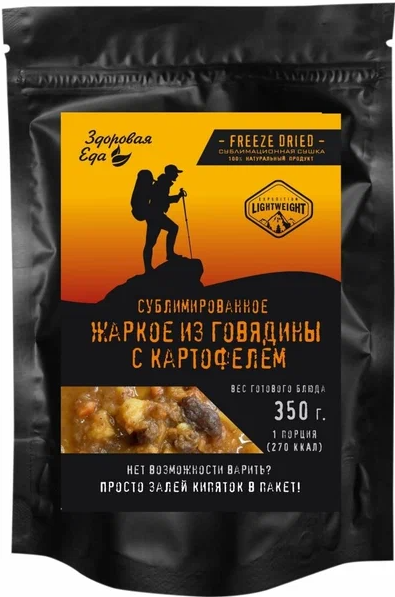 Здоровая
Еда
– FREEZE DRIED –
СУБЛИМАЦИОННАЯ СУШКА
100% НАТУРАЛЬНЫЙ ПРОДУКТ
EXPEDITION
LIGHTWEIGHT
СУБЛИМИРОВАННОЕ
ЖАРКОЕ ИЗ ГОВЯДИНЫ
С КАРТОФЕЛЕМ
ВЕС ГОТОВОГО БЛЮДА
350 г.
1 ПОРЦИЯ
(270 ККАЛ)
НЕТ ВОЗМОЖНОСТИ ВАРИТЬ?
ПРОСТО ЗАЛЕЙ КИПЯТОК В ПАКЕТ!